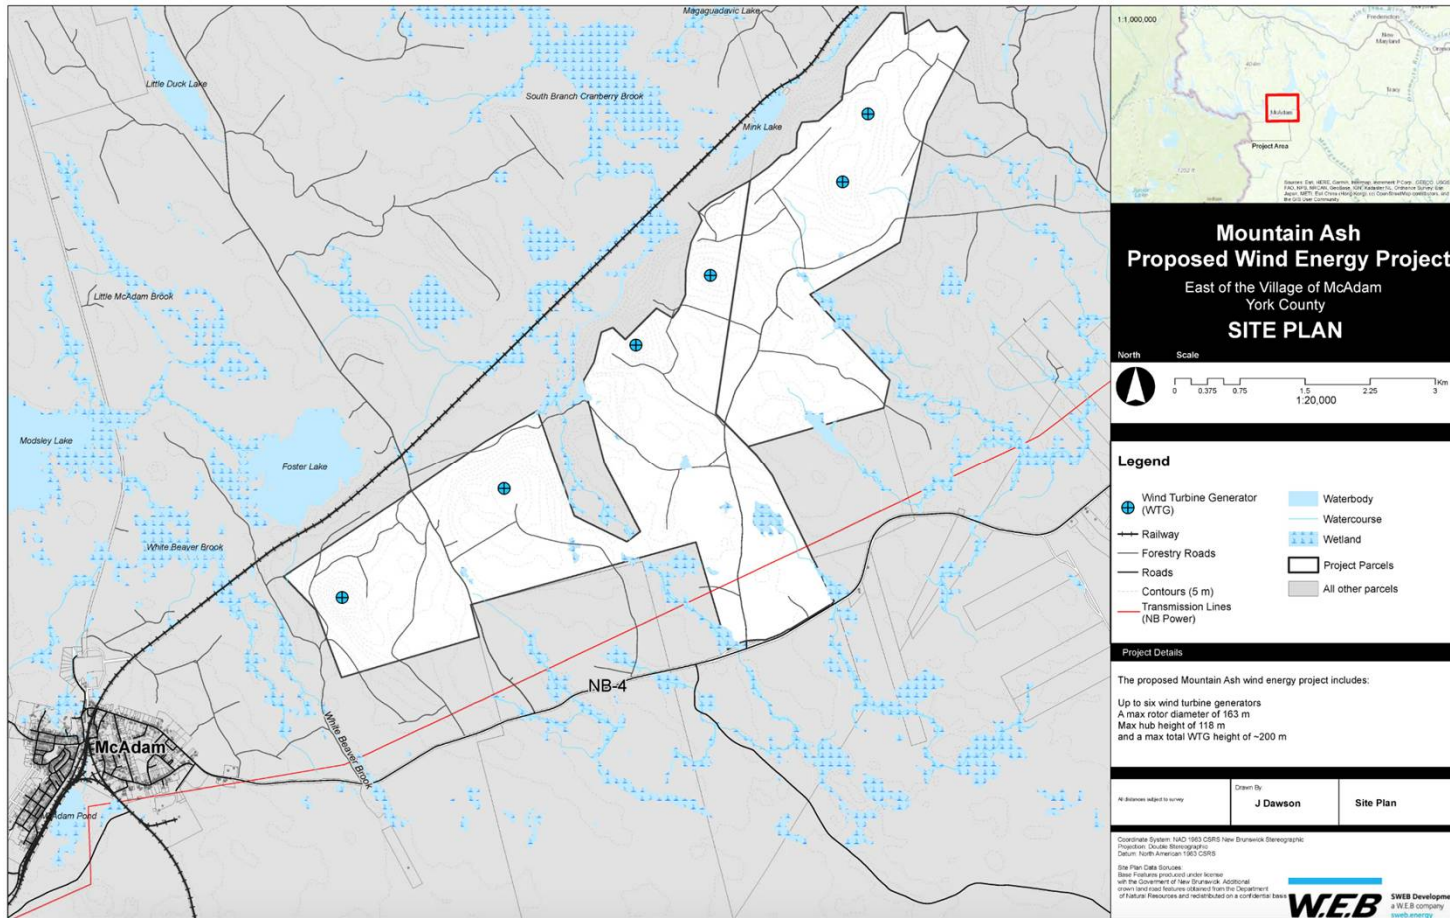 Megaguadavic Lake
Little Duck Lake
South Branch Cranberry Brook
Mink Lake
Little McAdam Brook
Modsley Lake
Foster Lake
White Beaver Brook
NB-4
McAdam
White Beaver Brook
McAdam Pond
1:1,000,000
Fredericton
New
Maryland
Tracy
McAdam
Project Area
Mountain Ash
Proposed Wind Energy Project
East of the Village of McAdam
York County
SITE PLAN
North
Scale
0 0.375 0.75 1.5 2.25 3 Km
1:20,000
Legend
Wind Turbine Generator
(WTG)
Railway
Forestry Roads
Roads
Contours (5 m)
Transmission Lines
(NB Power)
Waterbody
Watercourse
Wetland
Project Parcels
All other parcels
Project Details
The proposed Mountain Ash wind energy project includes:
Up to six wind turbine generators
A max rotor diameter of 163 m
Max hub height of 118 m
and a max total WTG height of ~200 m
All distances subject to survey
Drawn By
J Dawson
Site Plan
Coordinate System: NAD 1983 CSRS New Brunswick Stereographic
Projection: Double Stereographic
Datum: North American 1983 CSRS
Site Plan Data Soruces:
Base Features produced under license
with the Goverment of New Brunswick. Additional
crown land road features obtained from the Department
of Natural Resources and redistributed on a confidential basis
W.E.B
SWEB Developme
a W.E.B company
sweb.energy